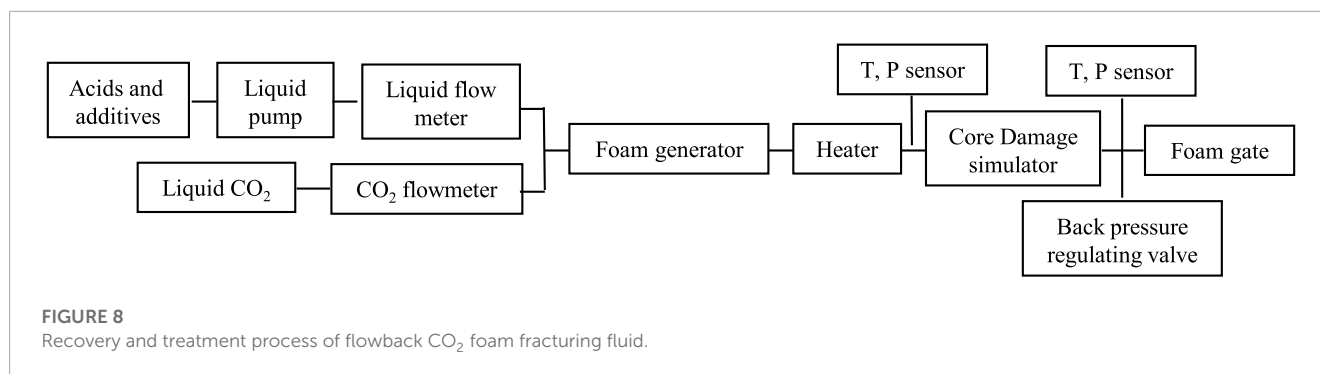 Acids and
additives
Liquid
pump
Liquid flow
meter
Liquid CO₂
CO₂ flowmeter
Foam generator
Heater
T, P sensor
Core Damage
simulator
T, P sensor
Foam gate
Back pressure
regulating valve
FIGURE 8
Recovery and treatment process of flowback CO₂ foam fracturing fluid.